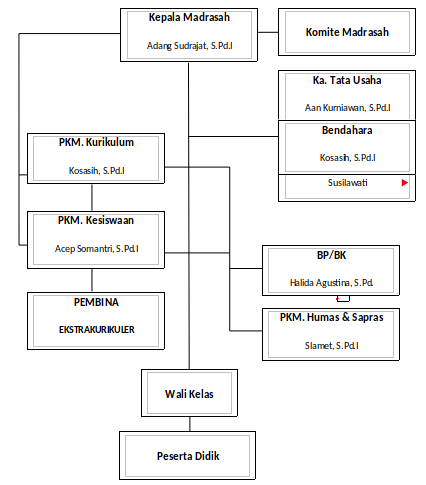 Kepala Madrasah
Adang Sudrajat, S.Pd.I
Komite Madrasah
Ka. Tata Usaha
Aan Kurniawan, S.Pd.I
Bendahara
Kosasih, S.Pd.I
Susilawati
PKM. Kurikulum
Kosasih, S.Pd.I
PKM. Kesiswaan
Acep Somantri, S.Pd.I
PEMBINA
EKSTRAKURIKULER
BP/BK
Halida Agustina, S.Pd.
PKM. Humas & Sapras
Slamet, S.Pd.I
Wali Kelas
Peserta Didik